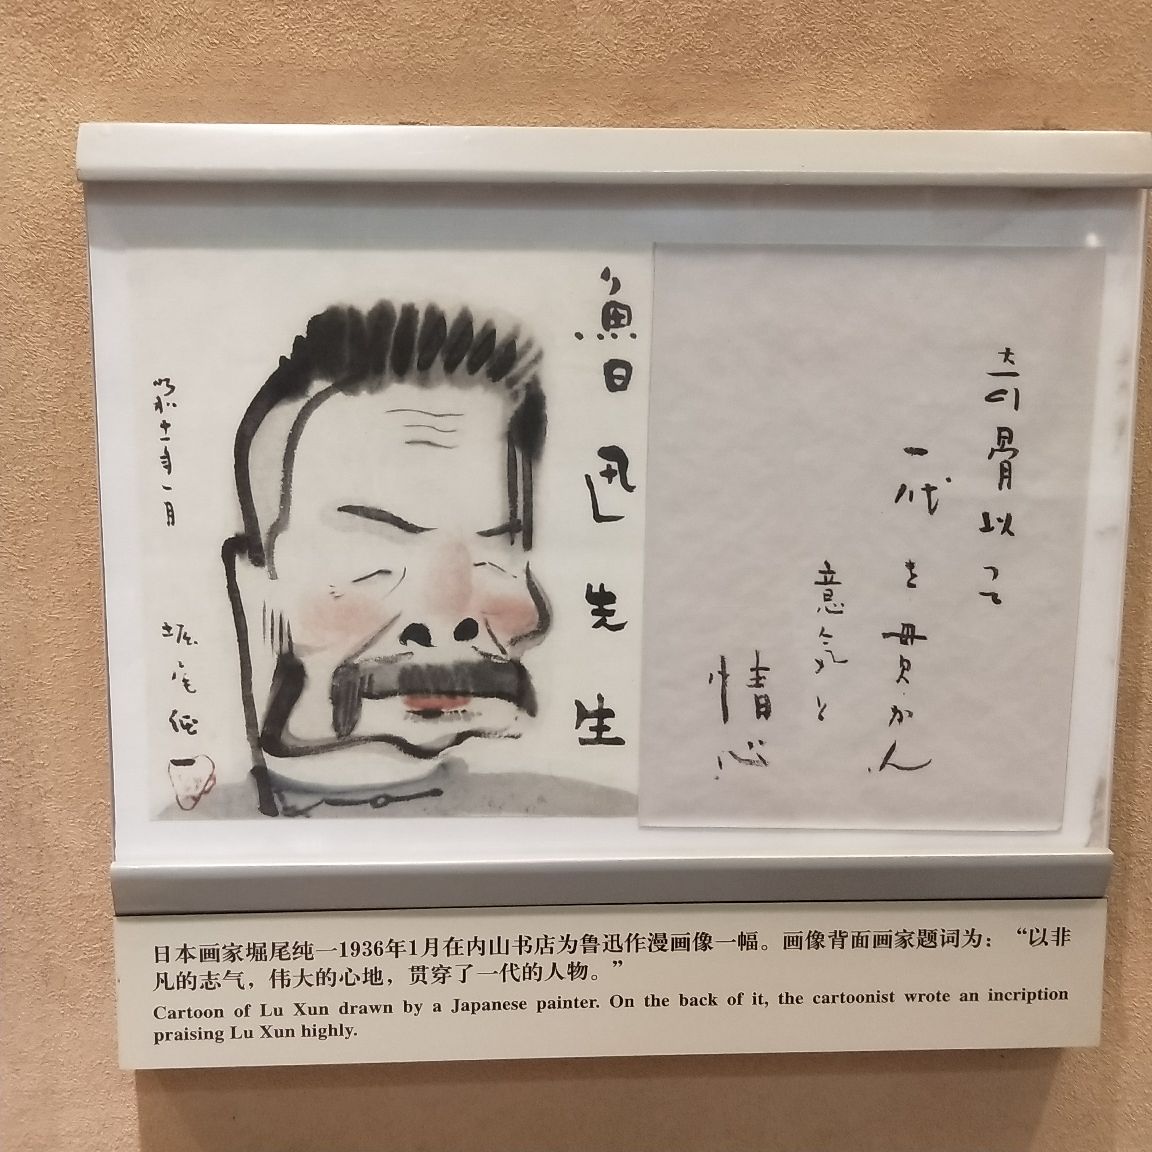 魯迅先生
昭和十一年一月
堀尾純一
奇骨以て
一代を貫かん
意気と
情心
日本画家堀尾纯一1936年1月在内山书店为鲁迅作漫画像一幅。画像背面画家题词为：“以非
凡的志气，伟大的心地，贯穿了一代的人物。”
Cartoon of Lu Xun drawn by a Japanese painter. On the back of it, the cartoonist wrote an incription
praising Lu Xun highly.